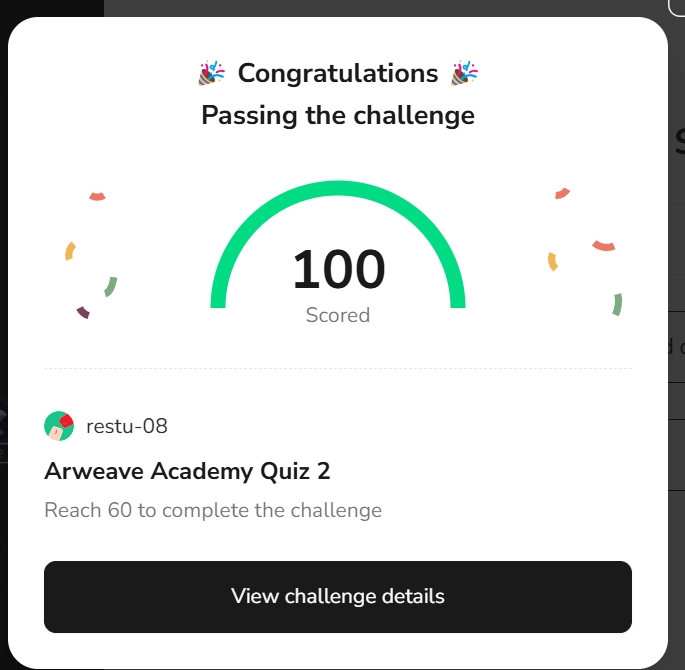 🎉 Congratulations 🎉
Passing the challenge
100
Scored
restu-08
Arweave Academy Quiz 2
Reach 60 to complete the challenge
View challenge details